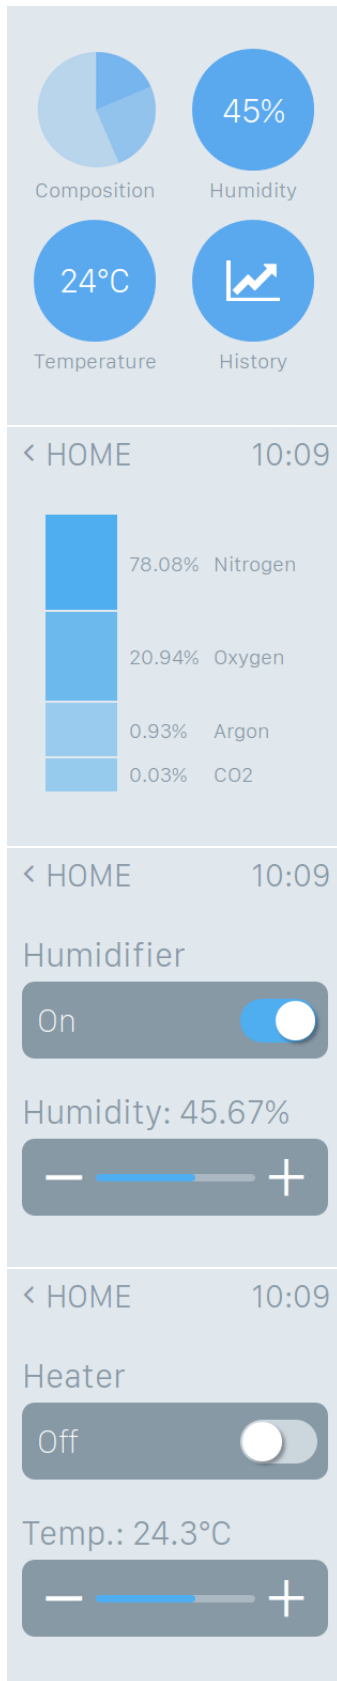 45%
Composition Humidity
24°C
Temperature History
< HOME 10:09
78.08% Nitrogen
20.94% Oxygen
0.93% Argon
0.03% CO2
< HOME 10:09
Humidifier
On
Humidity: 45.67%
< HOME 10:09
Heater
Off
Temp.: 24.3°C